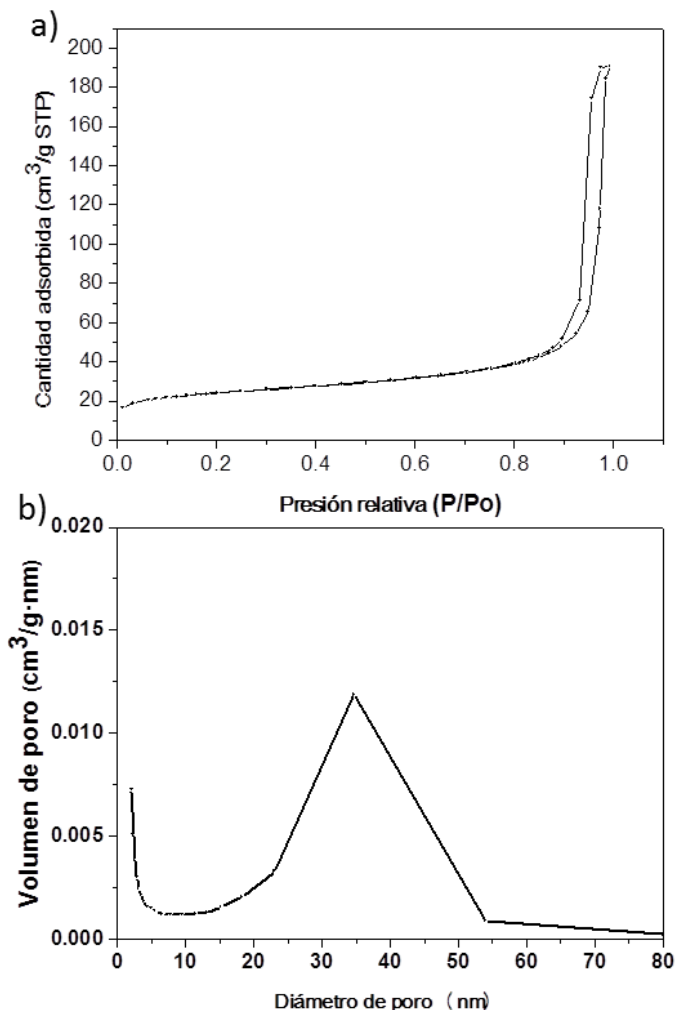 a)
200
180
160
140
120
100
80
60
40
20
0
Cantidad adsorbida (cm³/g STP)
0.0 0.2 0.4 0.6 0.8 1.0
Presión relativa (P/Po)
b)
0.020
0.015
0.010
0.005
0.000
Volumen de poro (cm³/g·nm)
0 10 20 30 40 50 60 70 80
Diámetro de poro ( nm)